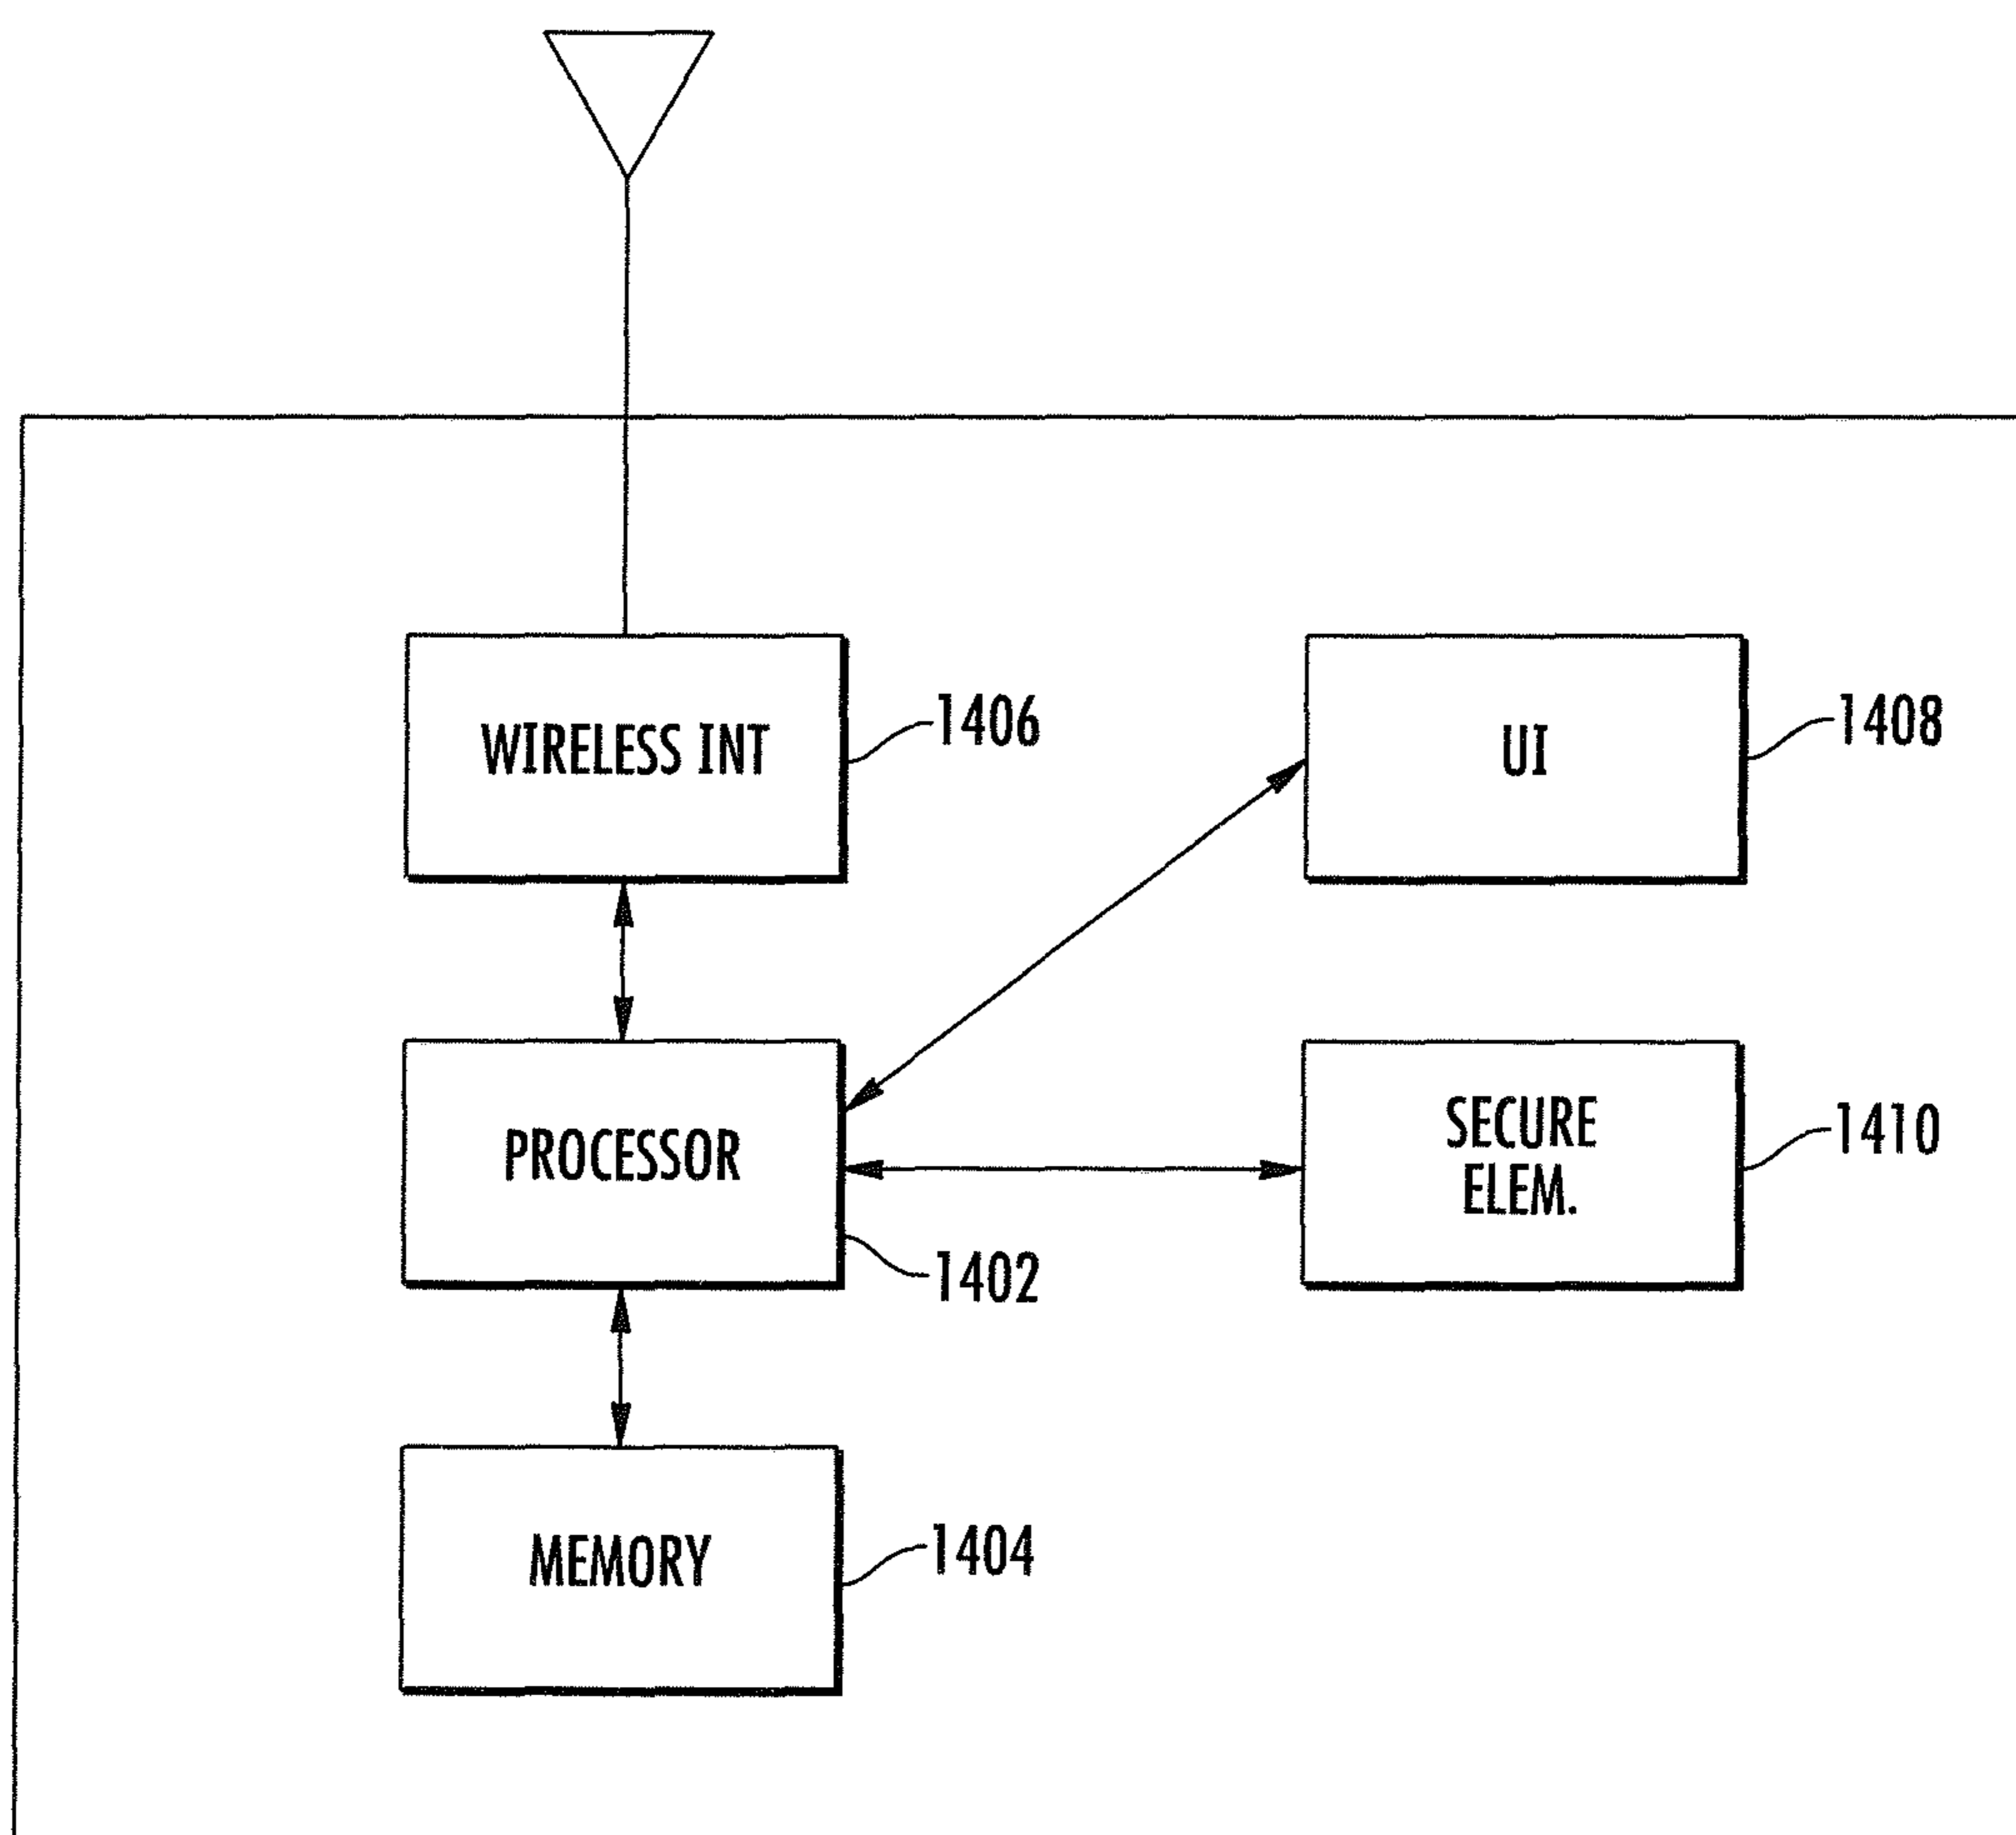 WIRELESS INT
1406
UI
1408
PROCESSOR
1402
SECURE
ELEM.
1410
MEMORY
1404